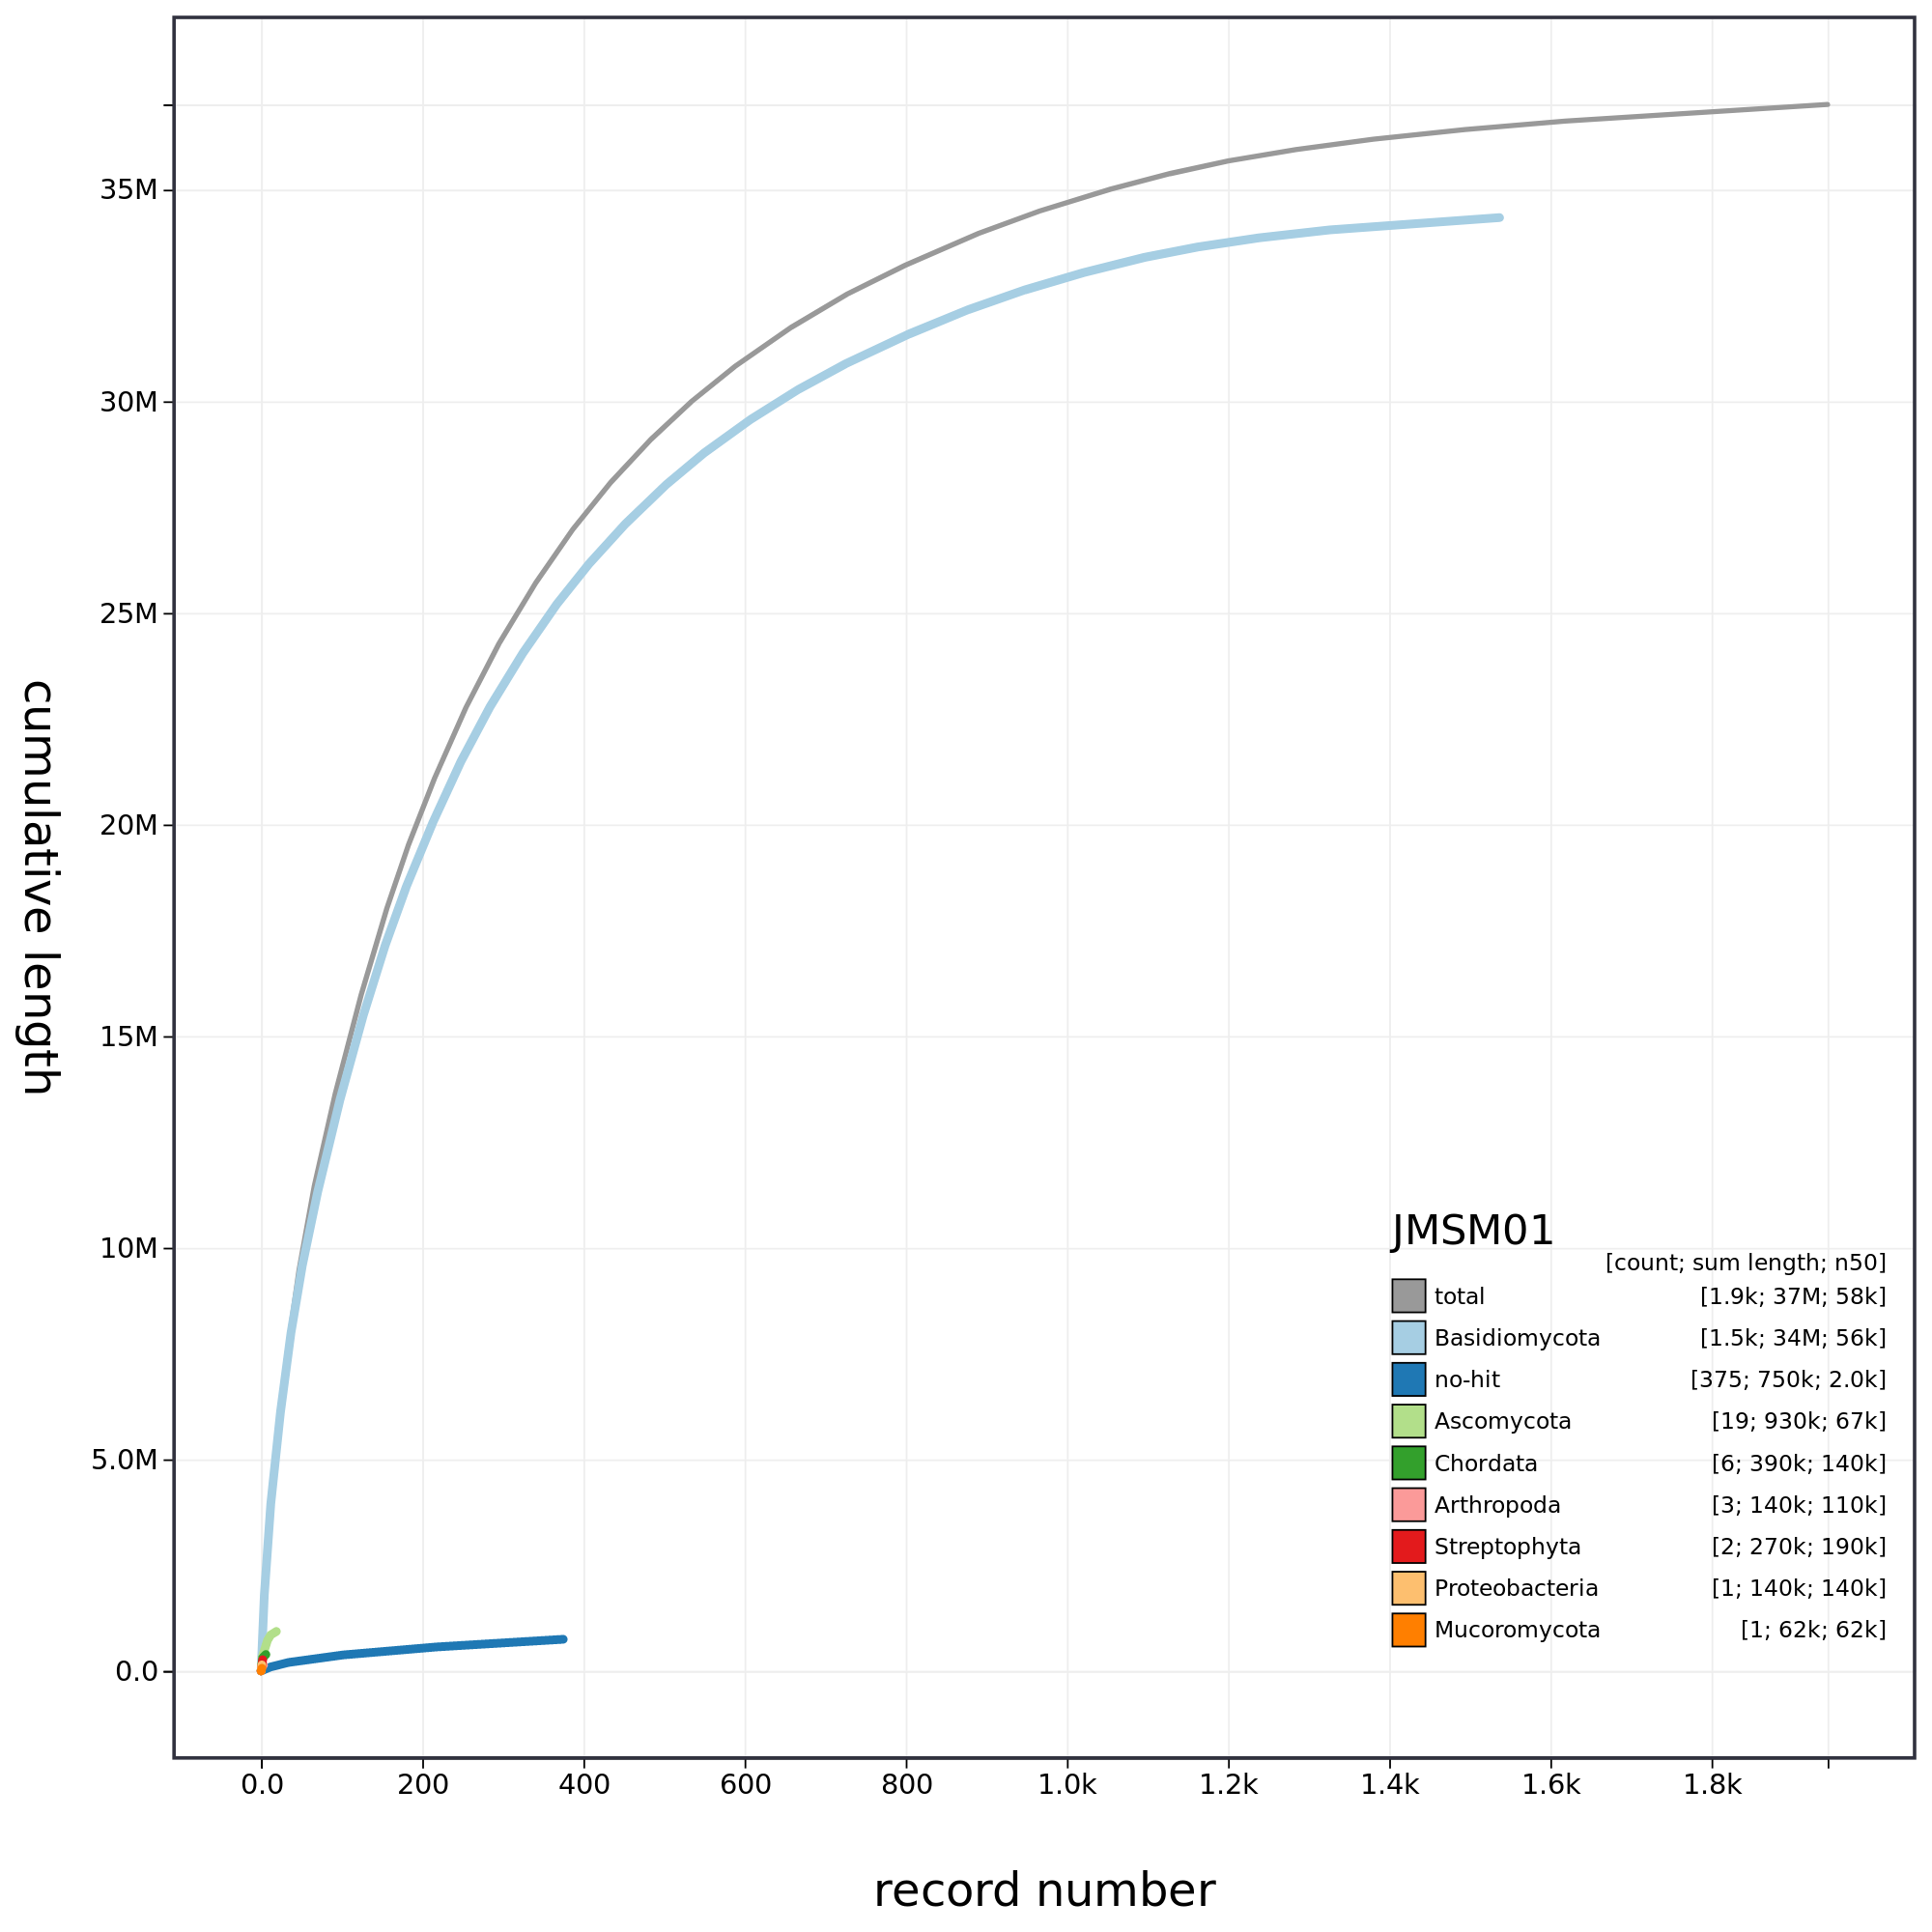 35M
30M
25M
20M
15M
10M
5.0M
0.0
cumulative length
JMSM01
[count; sum length; n50]
total [1.9k; 37M; 58k]
Basidiomycota [1.5k; 34M; 56k]
no-hit [375; 750k; 2.0k]
Ascomycota [19; 930k; 67k]
Chordata [6; 390k; 140k]
Arthropoda [3; 140k; 110k]
Streptophyta [2; 270k; 190k]
Proteobacteria [1; 140k; 140k]
Mucoromycota [1; 62k; 62k]
0.0 200 400 600 800 1.0k 1.2k 1.4k 1.6k 1.8k
record number